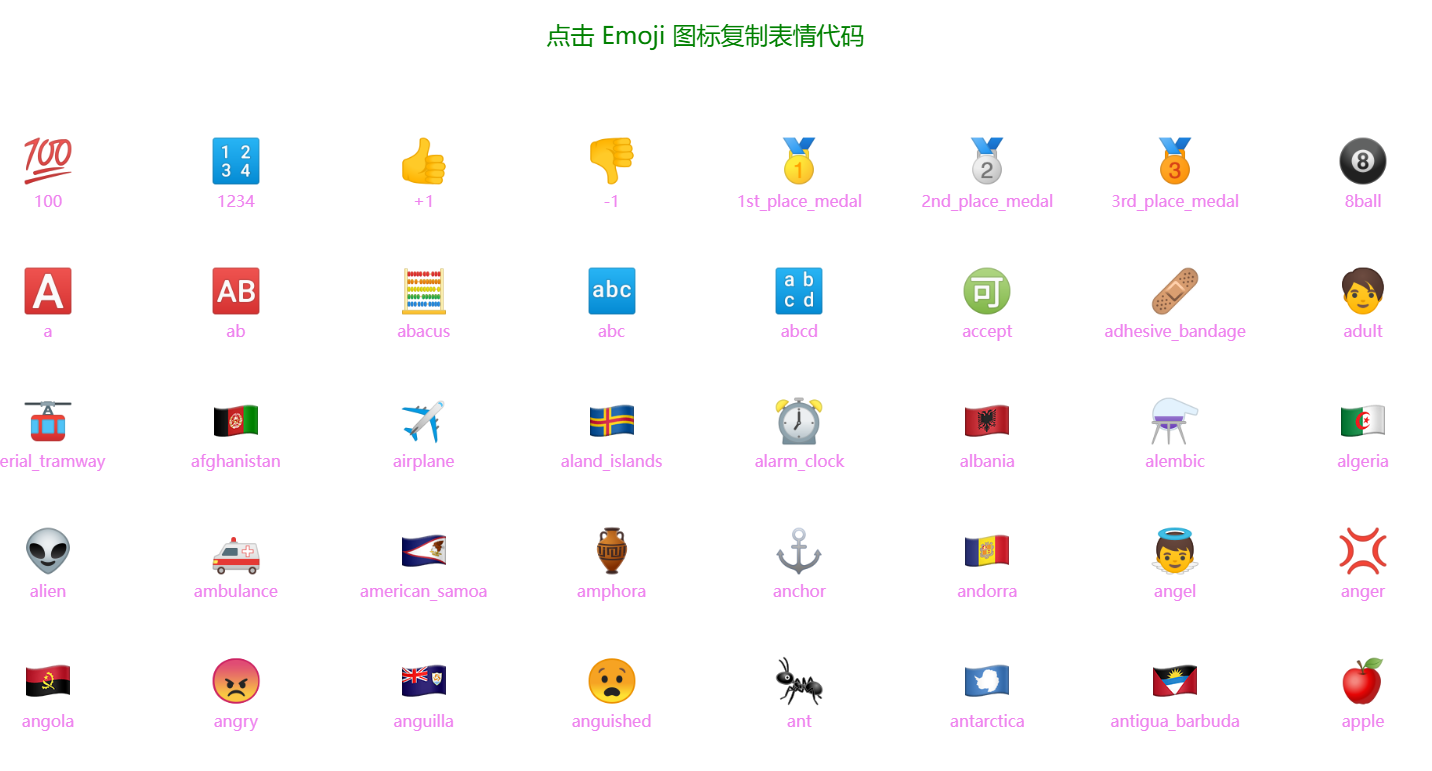 点击 Emoji 图标复制表情代码
100 1234 +1 -1 1st_place_medal 2nd_place_medal 3rd_place_medal 8ball
a ab abacus abc abcd accept adhesive_bandage adult
erial_tramway afghanistan airplane aland_islands alarm_clock albania alembic algeria
alien ambulance american_samoa amphora anchor andorra angel anger
angola angry anguilla anguished ant antarctica antigua_barbuda apple